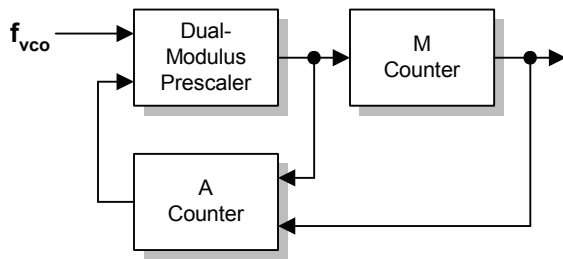 f_vco
Dual-
Modulus
Prescaler
M
Counter
A
Counter